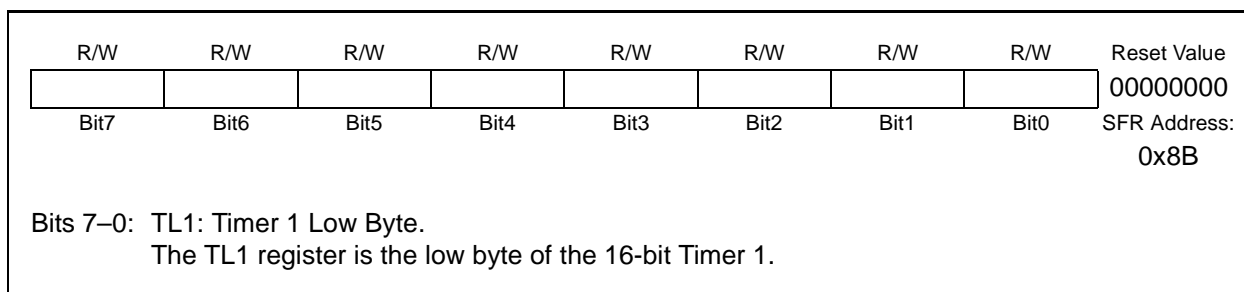 R/W R/W R/W R/W R/W R/W R/W R/W Reset Value
00000000
Bit7 Bit6 Bit5 Bit4 Bit3 Bit2 Bit1 Bit0 SFR Address:
0x8B
Bits 7–0: TL1: Timer 1 Low Byte.
The TL1 register is the low byte of the 16-bit Timer 1.